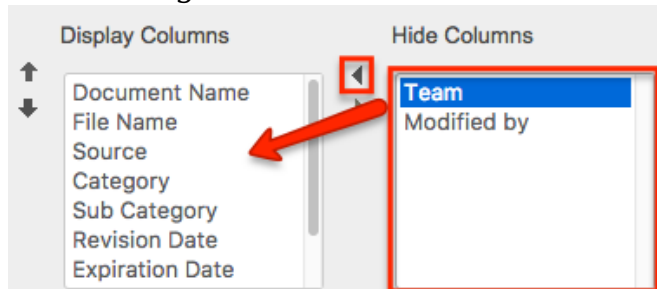 Display Columns
Hide Columns
Document Name
File Name
Source
Category
Sub Category
Revision Date
Expiration Date
Team
Modified by